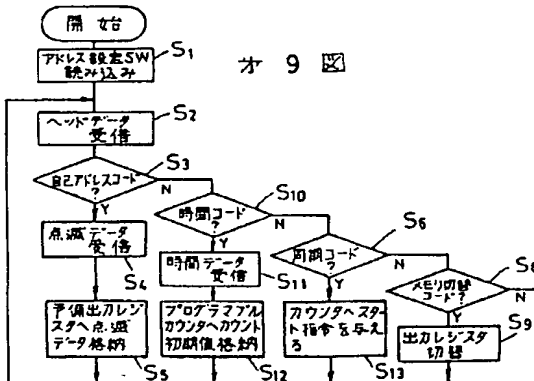 開始
アドレス設定SW
読み込み
S1
オ 9 図
ヘッドデータ
受信
S2
自己アドレスコード
?
S3
N
Y
時間コード
?
S10
N
Y
同期コード
?
S6
N
Y
メモリ切替
コード?
S8
N
Y
点滅データ
受信
S4
時間データ
受信
S11
予備出力レジ
スタへ点滅
データ格納
S5
プログラマブル
カウンタへカウント
初期値格納
S12
カウンタへスター
ト指令を与え
る
S13
出力レジスタ
切替
S9